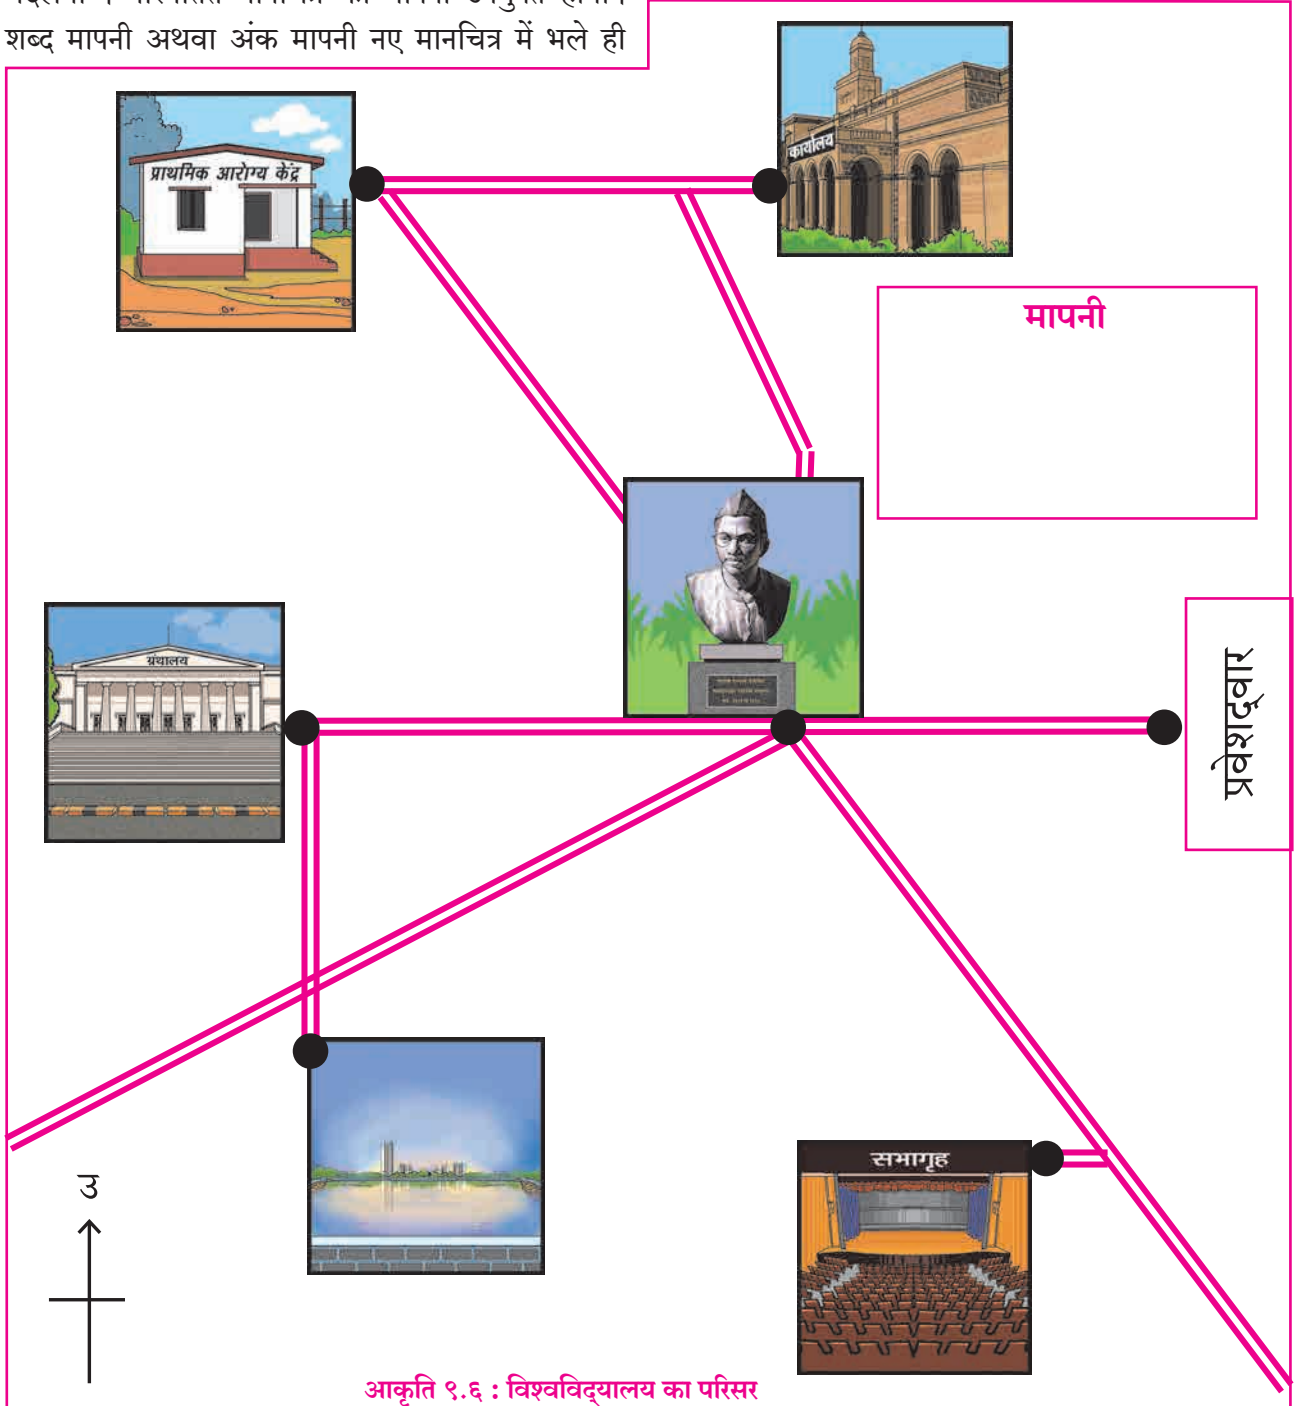 शब्द मापनी अथवा अंक मापनी नए मानचित्र में भले ही
प्राथमिक आरोग्य केंद्र
कार्यालय
मापनी
ग्रंथालय
प्रवेशद्वार
सभागृह
उ
आकृति ९.६ : विश्वविद्यालय का परिसर